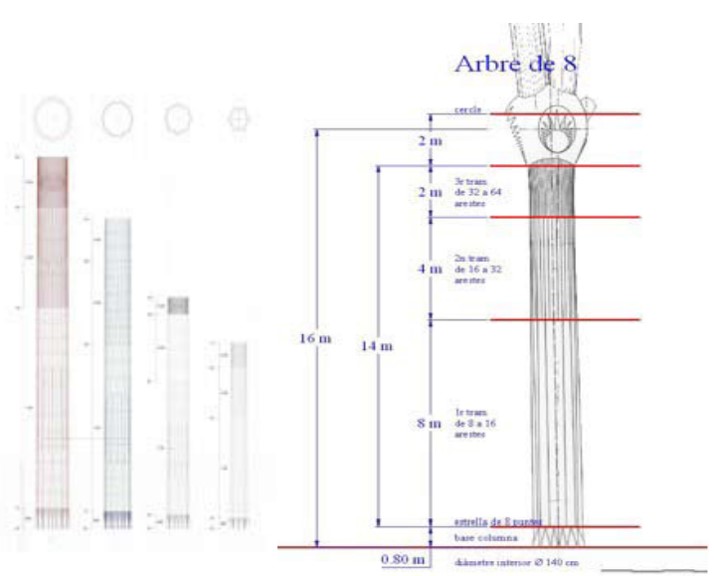 Arbre de 8
cercle
2 m
2 m
3r tram
de 32 a 64
arestes
4 m
2n tram
de 16 a 32
arestes
16 m
14 m
8 m
1r tram
de 8 a 16
arestes
estrella de 8 puntes
base columna
0.80 m
diàmetre interior Ø 140 cm